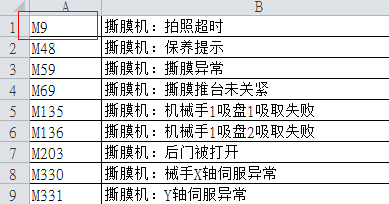 A B
1 M9 撕膜机：拍照超时
2 M48 撕膜机：保养提示
3 M59 撕膜机：撕膜异常
4 M69 撕膜机：撕膜推台未关紧
5 M135 撕膜机：机械手1吸盘1吸取失败
6 M136 撕膜机：机械手1吸盘2吸取失败
7 M203 撕膜机：后门被打开
8 M330 撕膜机：械手X轴伺服异常
9 M331 撕膜机：Y轴伺服异常